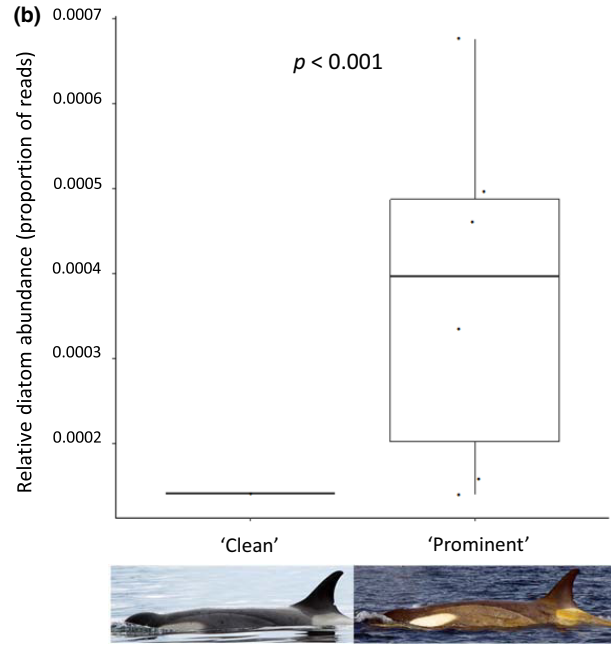 (b)
Relative diatom abundance (proportion of reads)
0.0007
0.0006
0.0005
0.0004
0.0003
0.0002
p < 0.001
‘Clean’
‘Prominent’